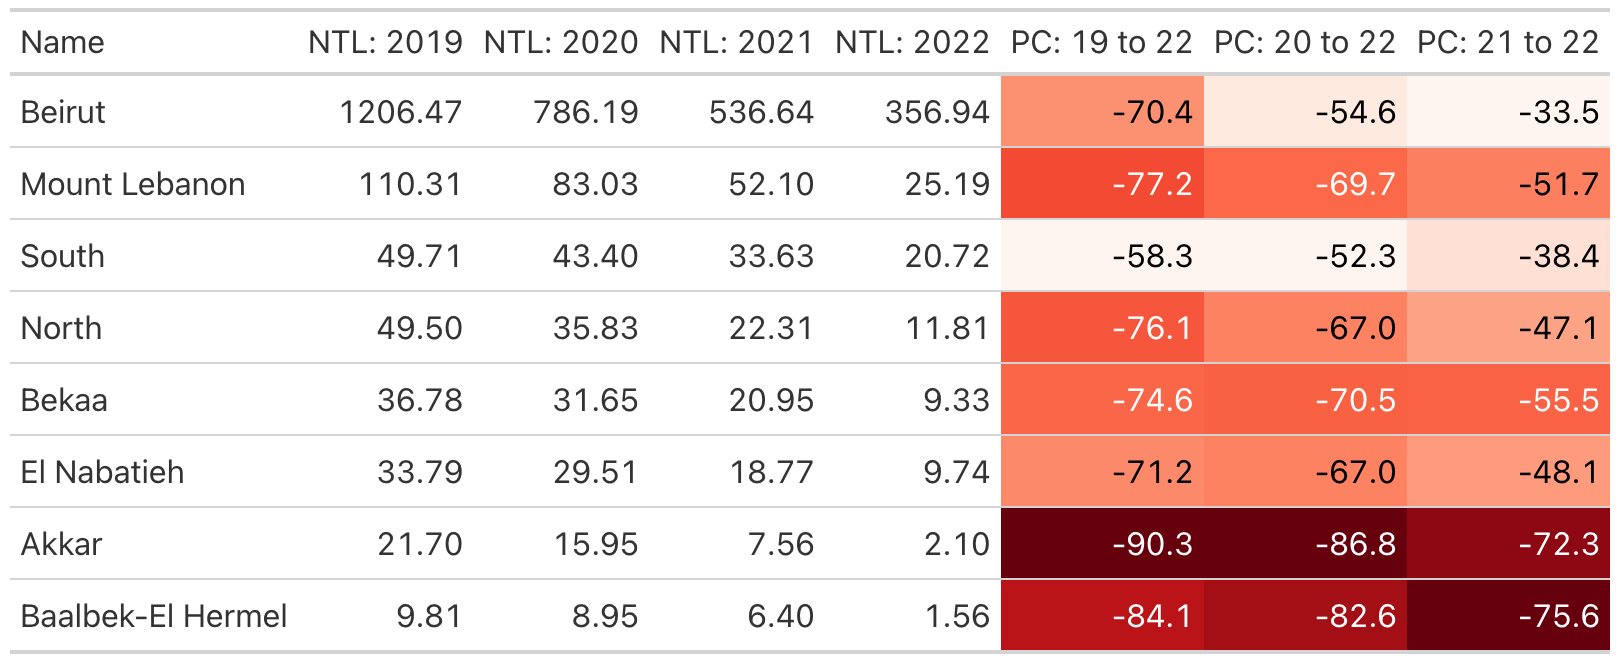 Name NTL: 2019 NTL: 2020 NTL: 2021 NTL: 2022 PC: 19 to 22 PC: 20 to 22 PC: 21 to 22
Beirut 1206.47 786.19 536.64 356.94 -70.4 -54.6 -33.5
Mount Lebanon 110.31 83.03 52.10 25.19 -77.2 -69.7 -51.7
South 49.71 43.40 33.63 20.72 -58.3 -52.3 -38.4
North 49.50 35.83 22.31 11.81 -76.1 -67.0 -47.1
Bekaa 36.78 31.65 20.95 9.33 -74.6 -70.5 -55.5
El Nabatieh 33.79 29.51 18.77 9.74 -71.2 -67.0 -48.1
Akkar 21.70 15.95 7.56 2.10 -90.3 -86.8 -72.3
Baalbek-El Hermel 9.81 8.95 6.40 1.56 -84.1 -82.6 -75.6